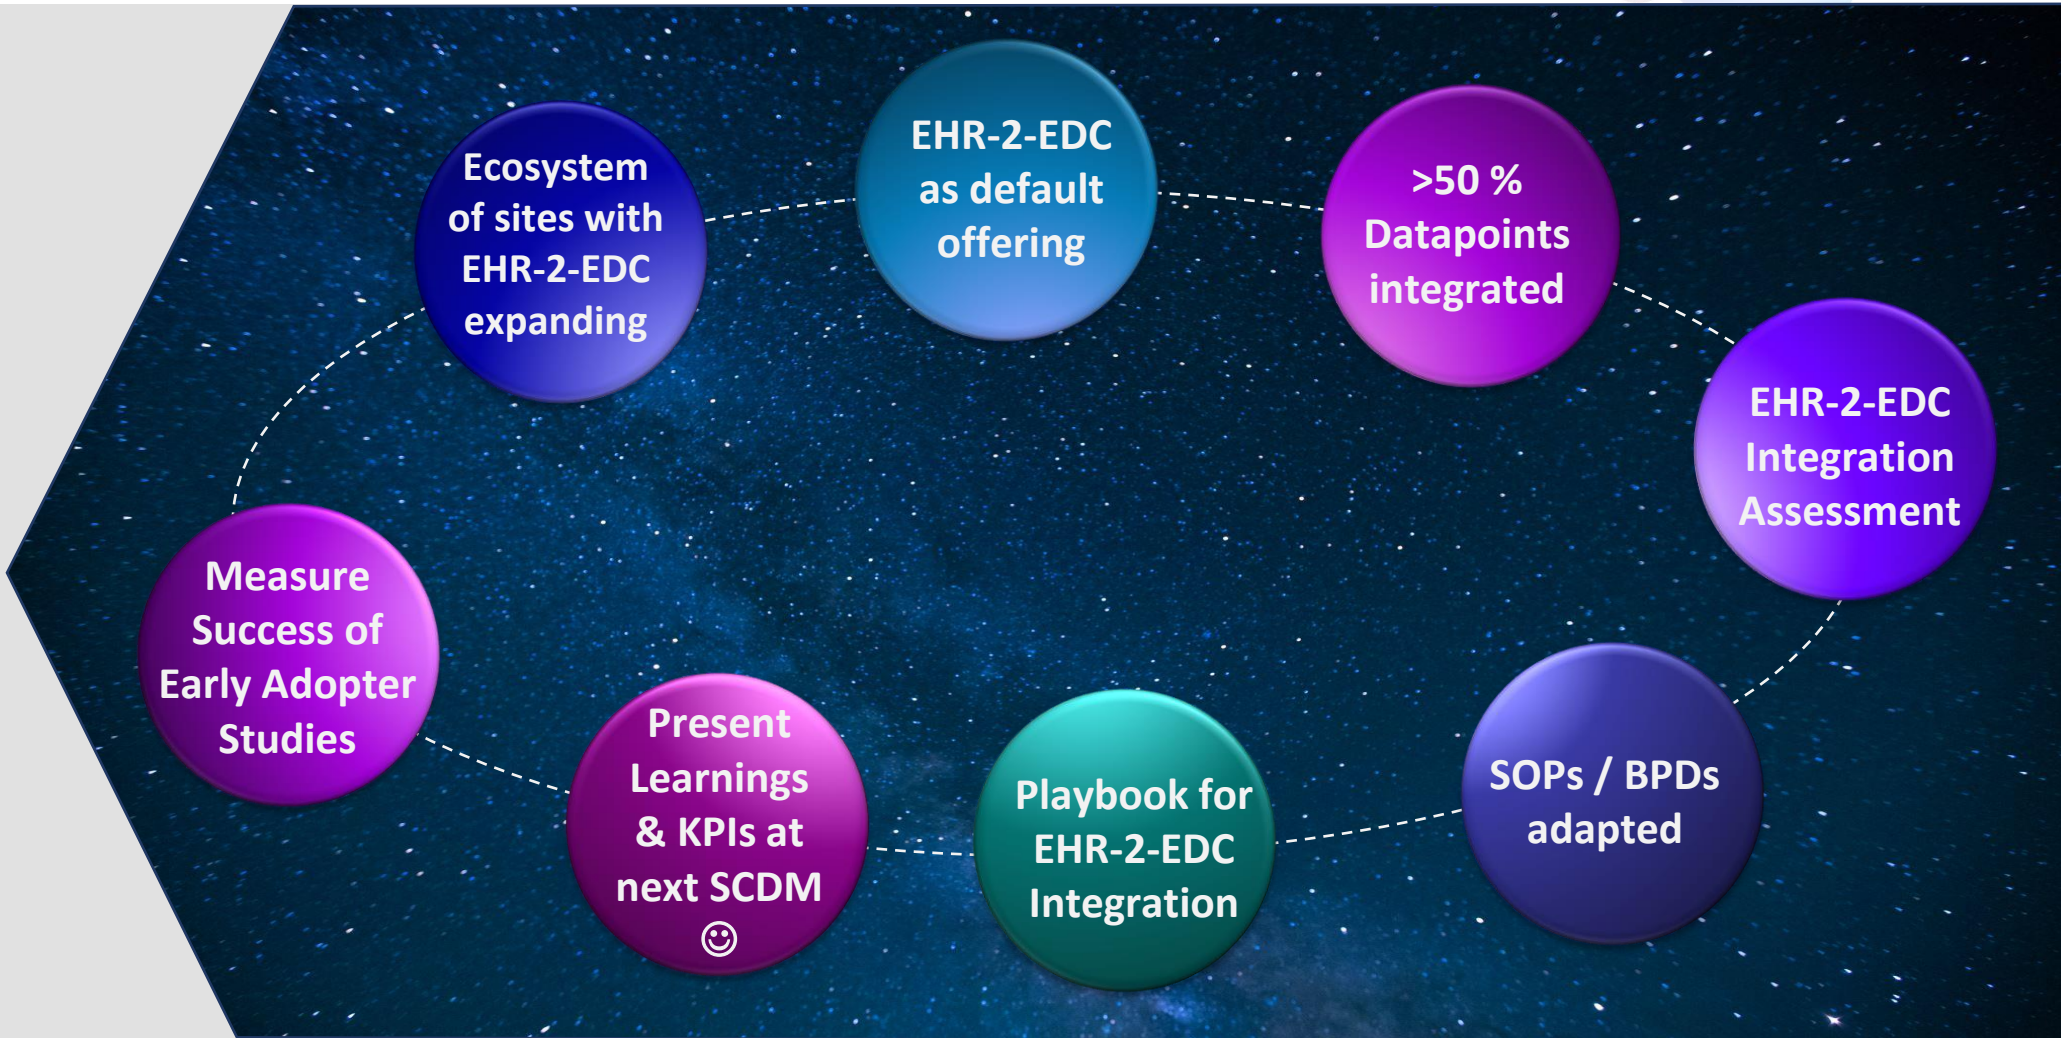 Ecosystem
of sites with
EHR-2-EDC
expanding
EHR-2-EDC
as default
offering
>50 %
Datapoints
integrated
EHR-2-EDC
Integration
Assessment
Measure
Success of
Early Adopter
Studies
Present
Learnings
& KPIs at
next SCDM
☺
Playbook for
EHR-2-EDC
Integration
SOPs / BPDs
adapted